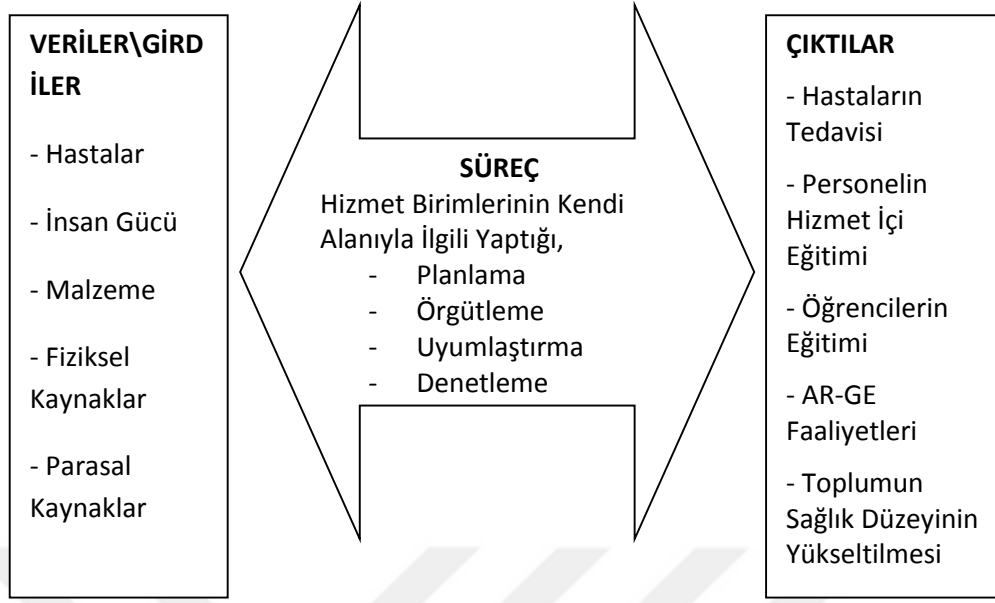 VERİLER\GİRD
İLER
- Hastalar
- İnsan Gücü
- Malzeme
- Fiziksel
Kaynaklar
- Parasal
Kaynaklar
SÜREÇ
Hizmet Birimlerinin Kendi
Alanıyla İlgili Yaptığı,
- Planlama
- Örgütleme
- Uyumlaştırma
- Denetleme
ÇIKTILAR
- Hastaların
Tedavisi
- Personelin
Hizmet İçi
Eğitimi
- Öğrencilerin
Eğitimi
- AR-GE
Faaliyetleri
- Toplumun
Sağlık Düzeyinin
Yükseltilmesi